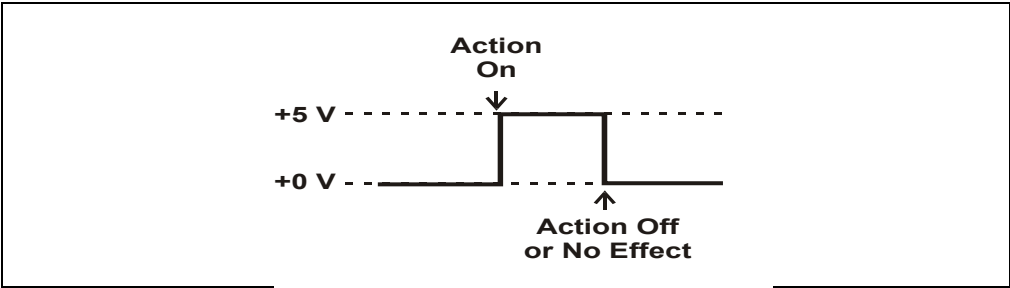 Action
On
+5 V
+0 V
Action Off
or No Effect